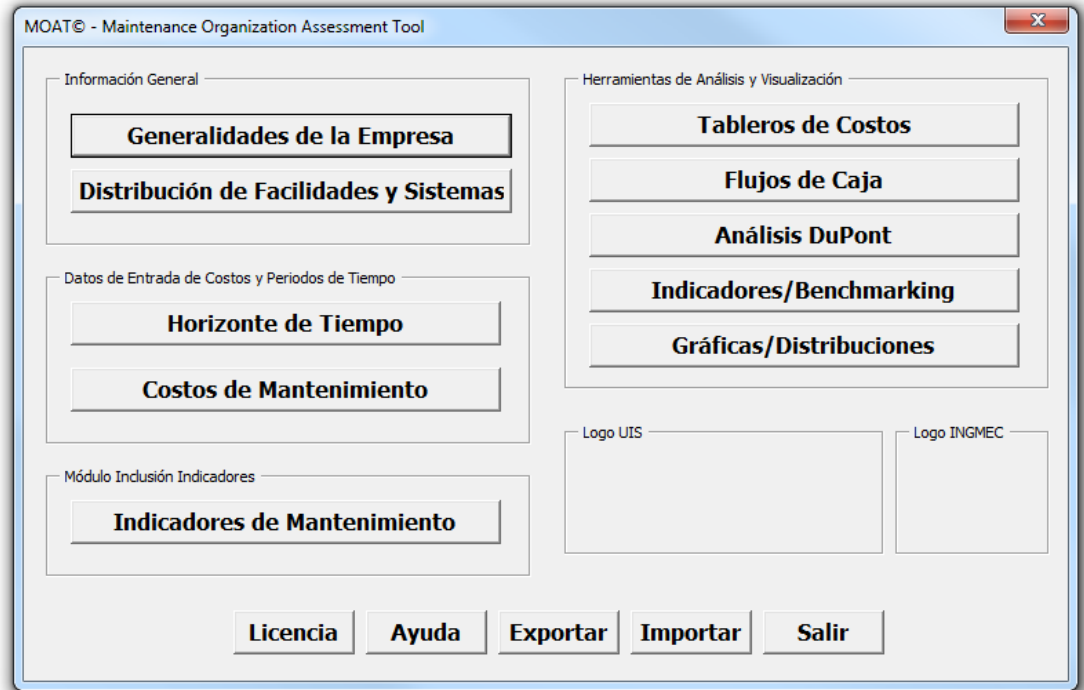 MOAT© - Maintenance Organization Assessment Tool
Información General
Generalidades de la Empresa
Distribución de Facilidades y Sistemas
Datos de Entrada de Costos y Periodos de Tiempo
Horizonte de Tiempo
Costos de Mantenimiento
Módulo Inclusión Indicadores
Indicadores de Mantenimiento
Herramientas de Análisis y Visualización
Tableros de Costos
Flujos de Caja
Análisis DuPont
Indicadores/Benchmarking
Gráficas/Distribuciones
Logo UIS
Logo INGMEC
Licencia
Ayuda
Exportar
Importar
Salir